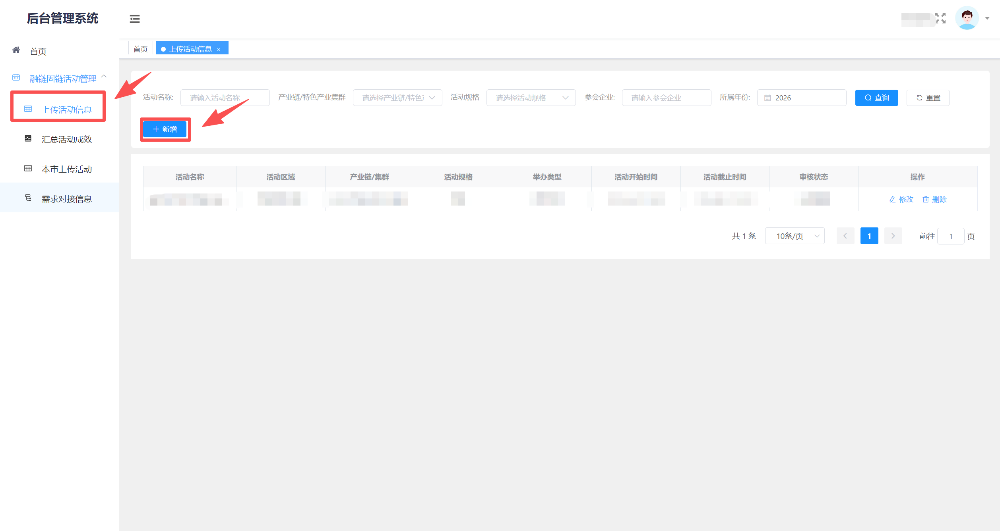 后台管理系统
首页
融链固链活动管理
上传活动信息
汇总活动成效
本市上传活动
需求对接信息
首页
上传活动信息 ×
活动名称: 请输入活动名称 产业链/特色产业集群 请选择产业链/特色 活动规格 请选择活动规格 参会企业: 请输入参会企业 所属年份: 2026 查询 重置
新增
活动名称 活动区域 产业链/集群 活动规格 举办类型 活动开始时间 活动截止时间 审核状态 操作
修改 删除
共 1 条 10条/页 1 前往 1 页